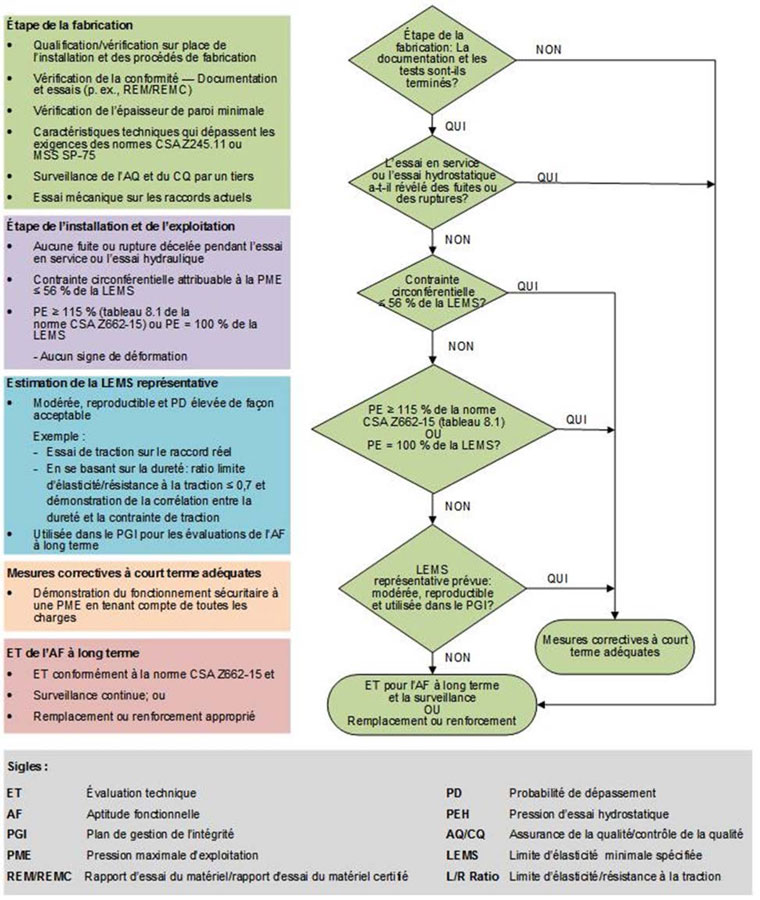 Étape de la fabrication
• Qualification/vérification sur place de
l'installation et des procédés de fabrication
• Vérification de la conformité — Documentation
et essais (p. ex., REM/REMC)
• Vérification de l'épaisseur de paroi minimale
• Caractéristiques techniques qui dépassent les
exigences des normes CSA Z245.11 ou
MSS SP-75
• Surveillance de l'AQ et du CQ par un tiers
• Essai mécanique sur les raccords actuels
Étape de l'installation et de l'exploitation
• Aucune fuite ou rupture décelée pendant l'essai
en service ou l'essai hydraulique
• Contrainte circonférentielle attribuable à la PME
≤ 56 % de la LEMS
• PE ≥ 115 % (tableau 8.1 de la
norme CSA Z662-15) ou PE = 100 % de la
LEMS
- Aucun signe de déformation
Estimation de la LEMS représentative
• Modérée, reproductible et PD élevée de façon
acceptable
Exemple :
- Essai de traction sur le raccord réel
- En se basant sur la dureté: ratio limite
d'élasticité/résistance à la traction ≤ 0,7 et
démonstration de la corrélation entre la
dureté et la contrainte de traction
• Utilisée dans le PGI pour les évaluations de l'AF
à long terme
Mesures correctives à court terme adéquates
• Démonstration du fonctionnement sécuritaire à
une PME en tenant compte de toutes les
charges
ET de l'AF à long terme
• ET conformément à la norme CSA Z662-15 et
• Surveillance continue; ou
• Remplacement ou renforcement approprié
Étape de la
fabrication: La
documentation et les
tests sont-ils
terminés?
NON
QUI
L'essai en service
ou l'essai hydrostatique
a-t-il révélé des fuites ou
des ruptures?
QUI
NON
Contrainte
circonférentielle
≤ 56 % de la LEMS?
QUI
NON
PE ≥ 115 % de la norme
CSA Z662-15 (tableau 8.1)
OU
PE = 100 % de la LEMS?
QUI
NON
LEMS
représentative prévue:
modérée, reproductible
et utilisée dans le PGI?
QUI
NON
Mesures correctives à court
terme adéquates
ET pour l'AF à long terme
et la surveillance
OU
Remplacement ou renforcement
Sigles :
ET Évaluation technique
AF Aptitude fonctionnelle
PGI Plan de gestion de l'intégrité
PME Pression maximale d'exploitation
REM/REMC Rapport d'essai du matériel/rapport d'essai du matériel certifié
PD Probabilité de dépassement
PEH Pression d'essai hydrostatique
AQ/CQ Assurance de la qualité/contrôle de la qualité
LEMS Limite d'élasticité minimale spécifiée
L/R Ratio Limite d'élasticité/résistance à la traction